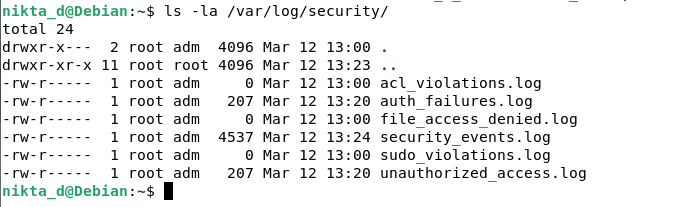 nikta_d@Debian:~$ ls -la /var/log/security/
total 24
drwxr-x---  2 root adm  4096 Mar 12 13:00 .
drwxr-xr-x 11 root root 4096 Mar 12 13:23 ..
-rw-r-----  1 root adm     0 Mar 12 13:00 acl_violations.log
-rw-r-----  1 root adm   207 Mar 12 13:20 auth_failures.log
-rw-r-----  1 root adm     0 Mar 12 13:00 file_access_denied.log
-rw-r-----  1 root adm  4537 Mar 12 13:24 security_events.log
-rw-r-----  1 root adm     0 Mar 12 13:00 sudo_violations.log
-rw-r-----  1 root adm   207 Mar 12 13:20 unauthorized_access.log
nikta_d@Debian:~$